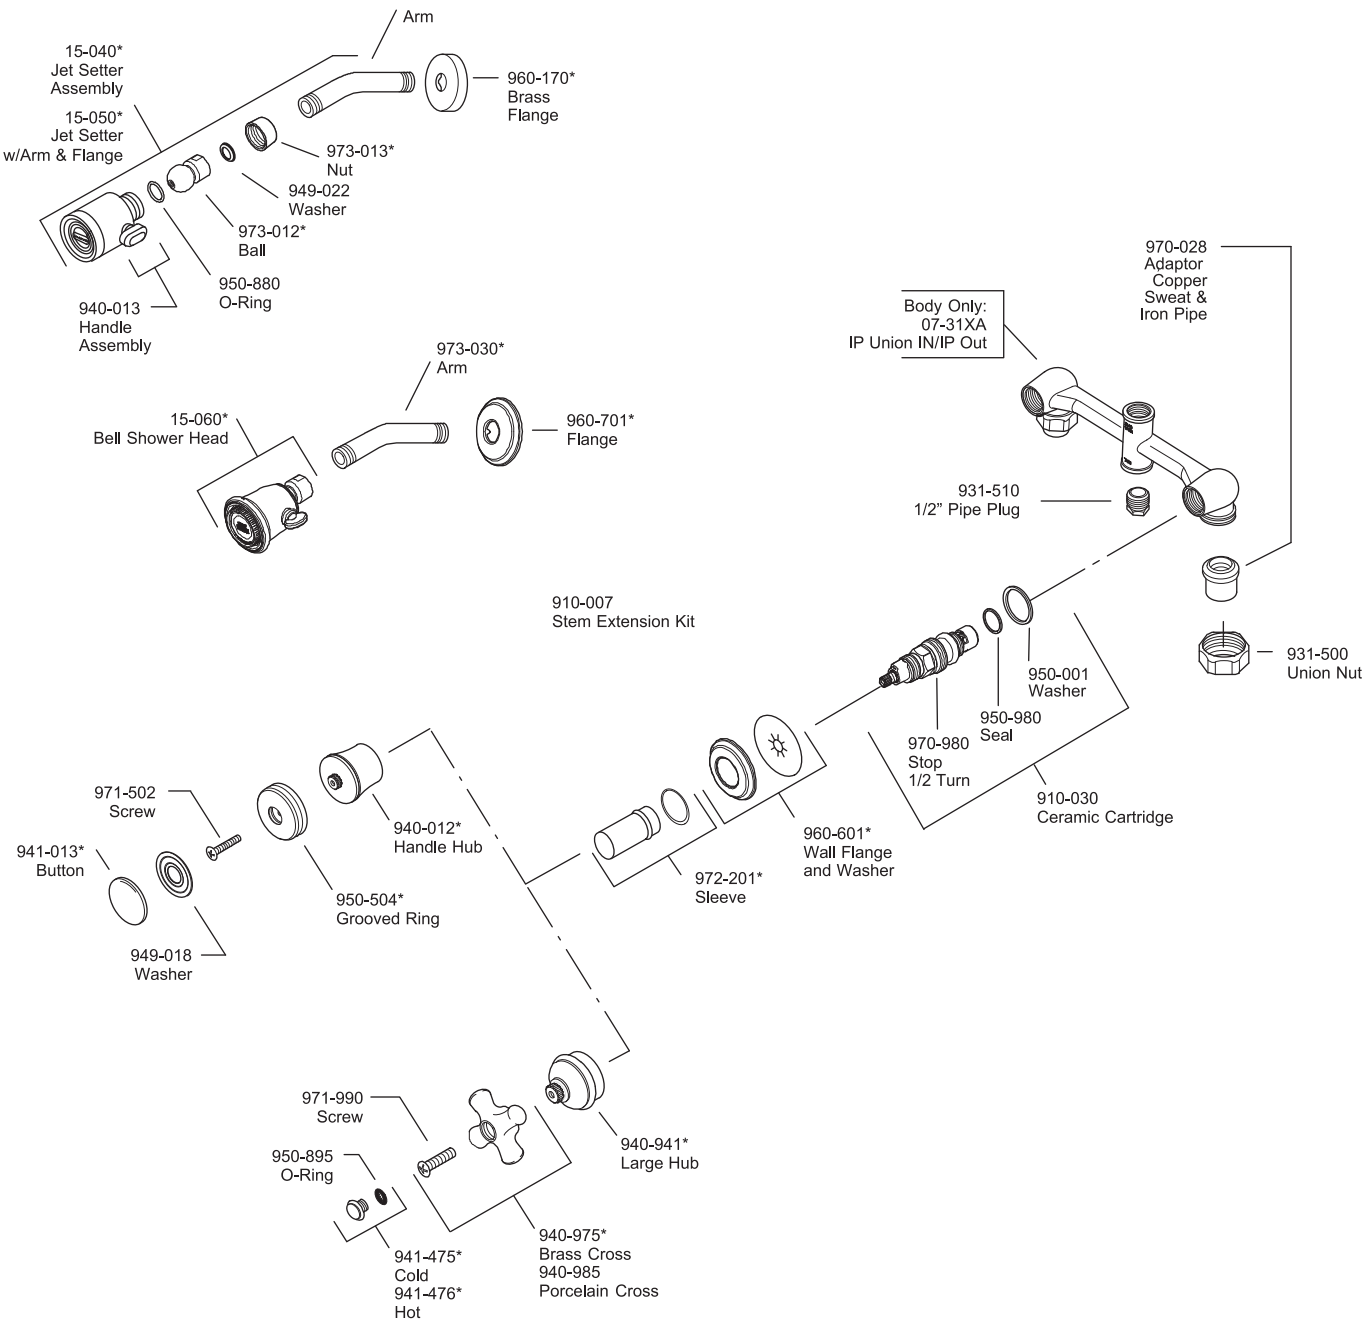 Arm
15-040*
Jet Setter
Assembly
15-050*
Jet Setter
w/Arm & Flange
960-170*
Brass
Flange
973-013*
Nut
949-022
Washer
973-012*
Ball
950-880
O-Ring
940-013
Handle
Assembly
970-028
Adaptor
Copper
Sweat &
Iron Pipe
Body Only:
07-31XA
IP Union IN/IP Out
973-030*
Arm
15-060*
Bell Shower Head
960-701*
Flange
931-510
1/2” Pipe Plug
910-007
Stem Extension Kit
931-500
Union Nut
950-001
Washer
950-980
Seal
970-980
Stop
1/2 Turn
910-030
Ceramic Cartridge
971-502
Screw
940-012*
Handle Hub
941-013*
Button
950-504*
Grooved Ring
960-601*
Wall Flange
and Washer
972-201*
Sleeve
949-018
Washer
971-990
Screw
950-895
O-Ring
940-941*
Large Hub
940-975*
Brass Cross
940-985
Porcelain Cross
941-475*
Cold
941-476*
Hot